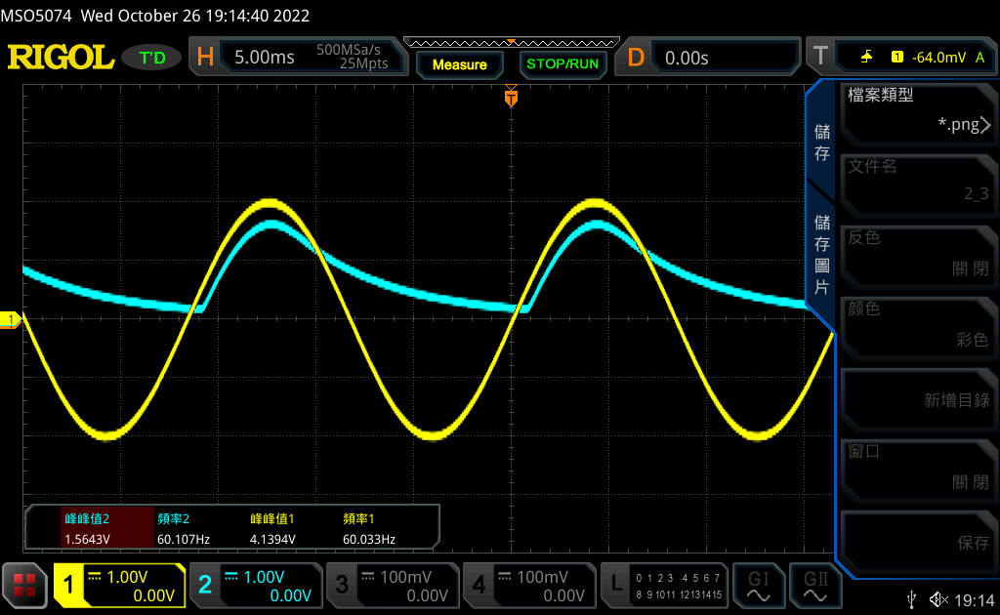 MSO5074 Wed October 26 19:14:40 2022
RIGOL T'D H 5.00ms 500MSa/s 25Mpts Measure STOP/RUN D 0.00s T 1 -64.0mV A
T
檔案類型
*.png
儲存
文件名
2_3
儲存圖片
反色
關閉
颜色
彩色
新增目錄
窗口
關閉
保存
1
峰峰值2 頻率2 峰峰值1 頻率1
1.5643V 60.107Hz 4.1394V 60.033Hz
1 1.00V 0.00V
2 1.00V 0.00V
3 100mV 0.00V
4 100mV 0.00V
L 0 1 2 3 4 5 6 7
8 9 10 11 12 13 14 15
GI GII
19:14